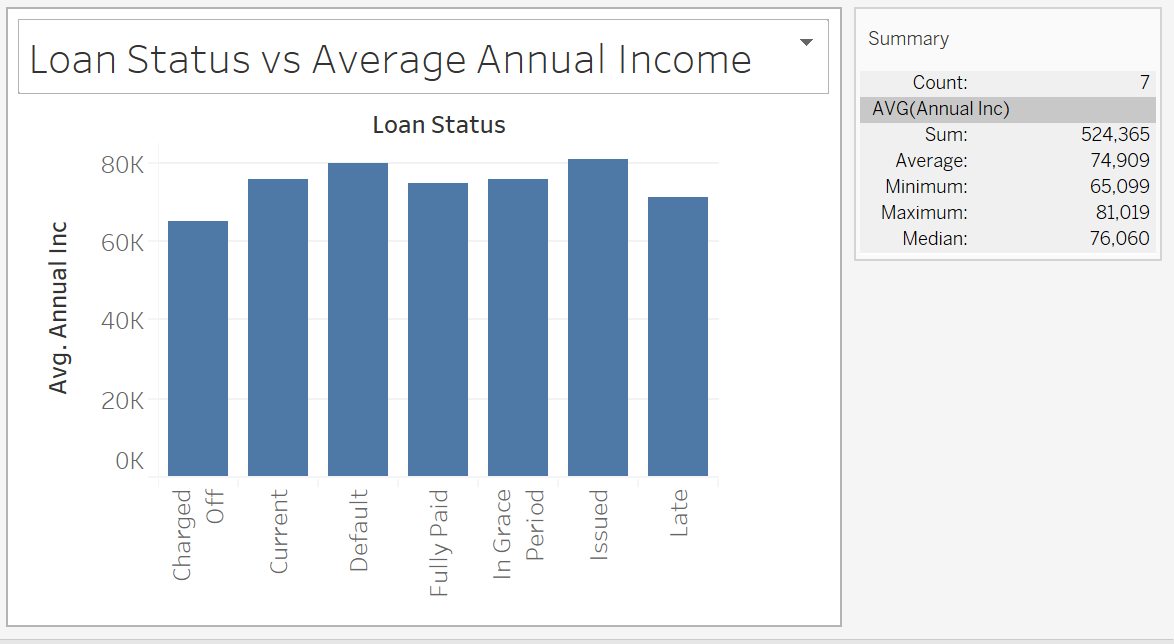 Loan Status vs Average Annual Income
Loan Status
Avg. Annual Inc
80K
60K
40K
20K
0K
Charged
Off
Current
Default
Fully Paid
In Grace
Period
Issued
Late
Summary
Count: 7
AVG(Annual Inc)
Sum: 524,365
Average: 74,909
Minimum: 65,099
Maximum: 81,019
Median: 76,060